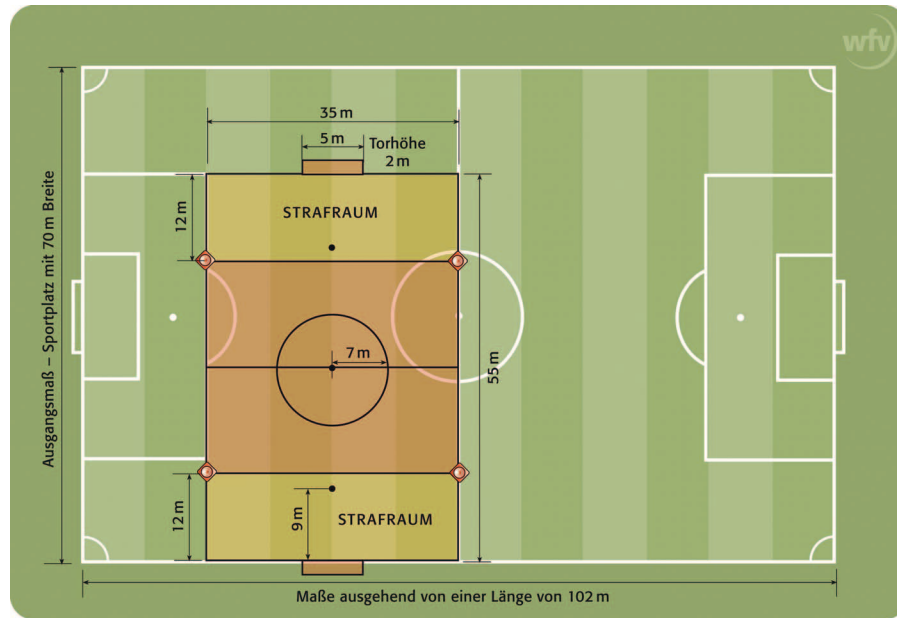 wfv
35 m
5 m
Torhöhe
2 m
12 m
STRAFRAUM
Ausgangsmaß – Sportplatz mit 70 m Breite
7 m
55 m
12 m
9 m
STRAFRAUM
Maße ausgehend von einer Länge von 102 m